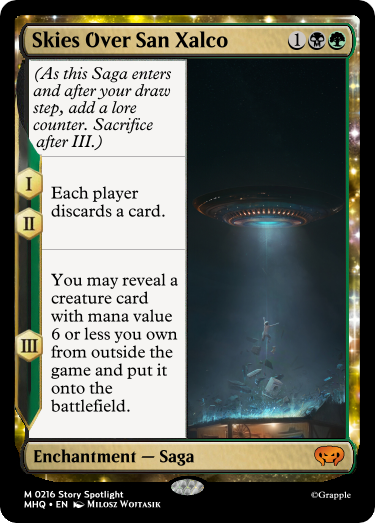 Skies Over San Xalco 1
(As this Saga enters
and after your draw
step, add a lore
counter. Sacrifice
after III.)
I
II
Each player
discards a card.
III
You may reveal a
creature card
with mana value
6 or less you own
from outside the
game and put it
onto the
battlefield.
Enchantment — Saga
M 0216 Story Spotlight
MHQ • EN Milosz Wojtasik
©Grapple